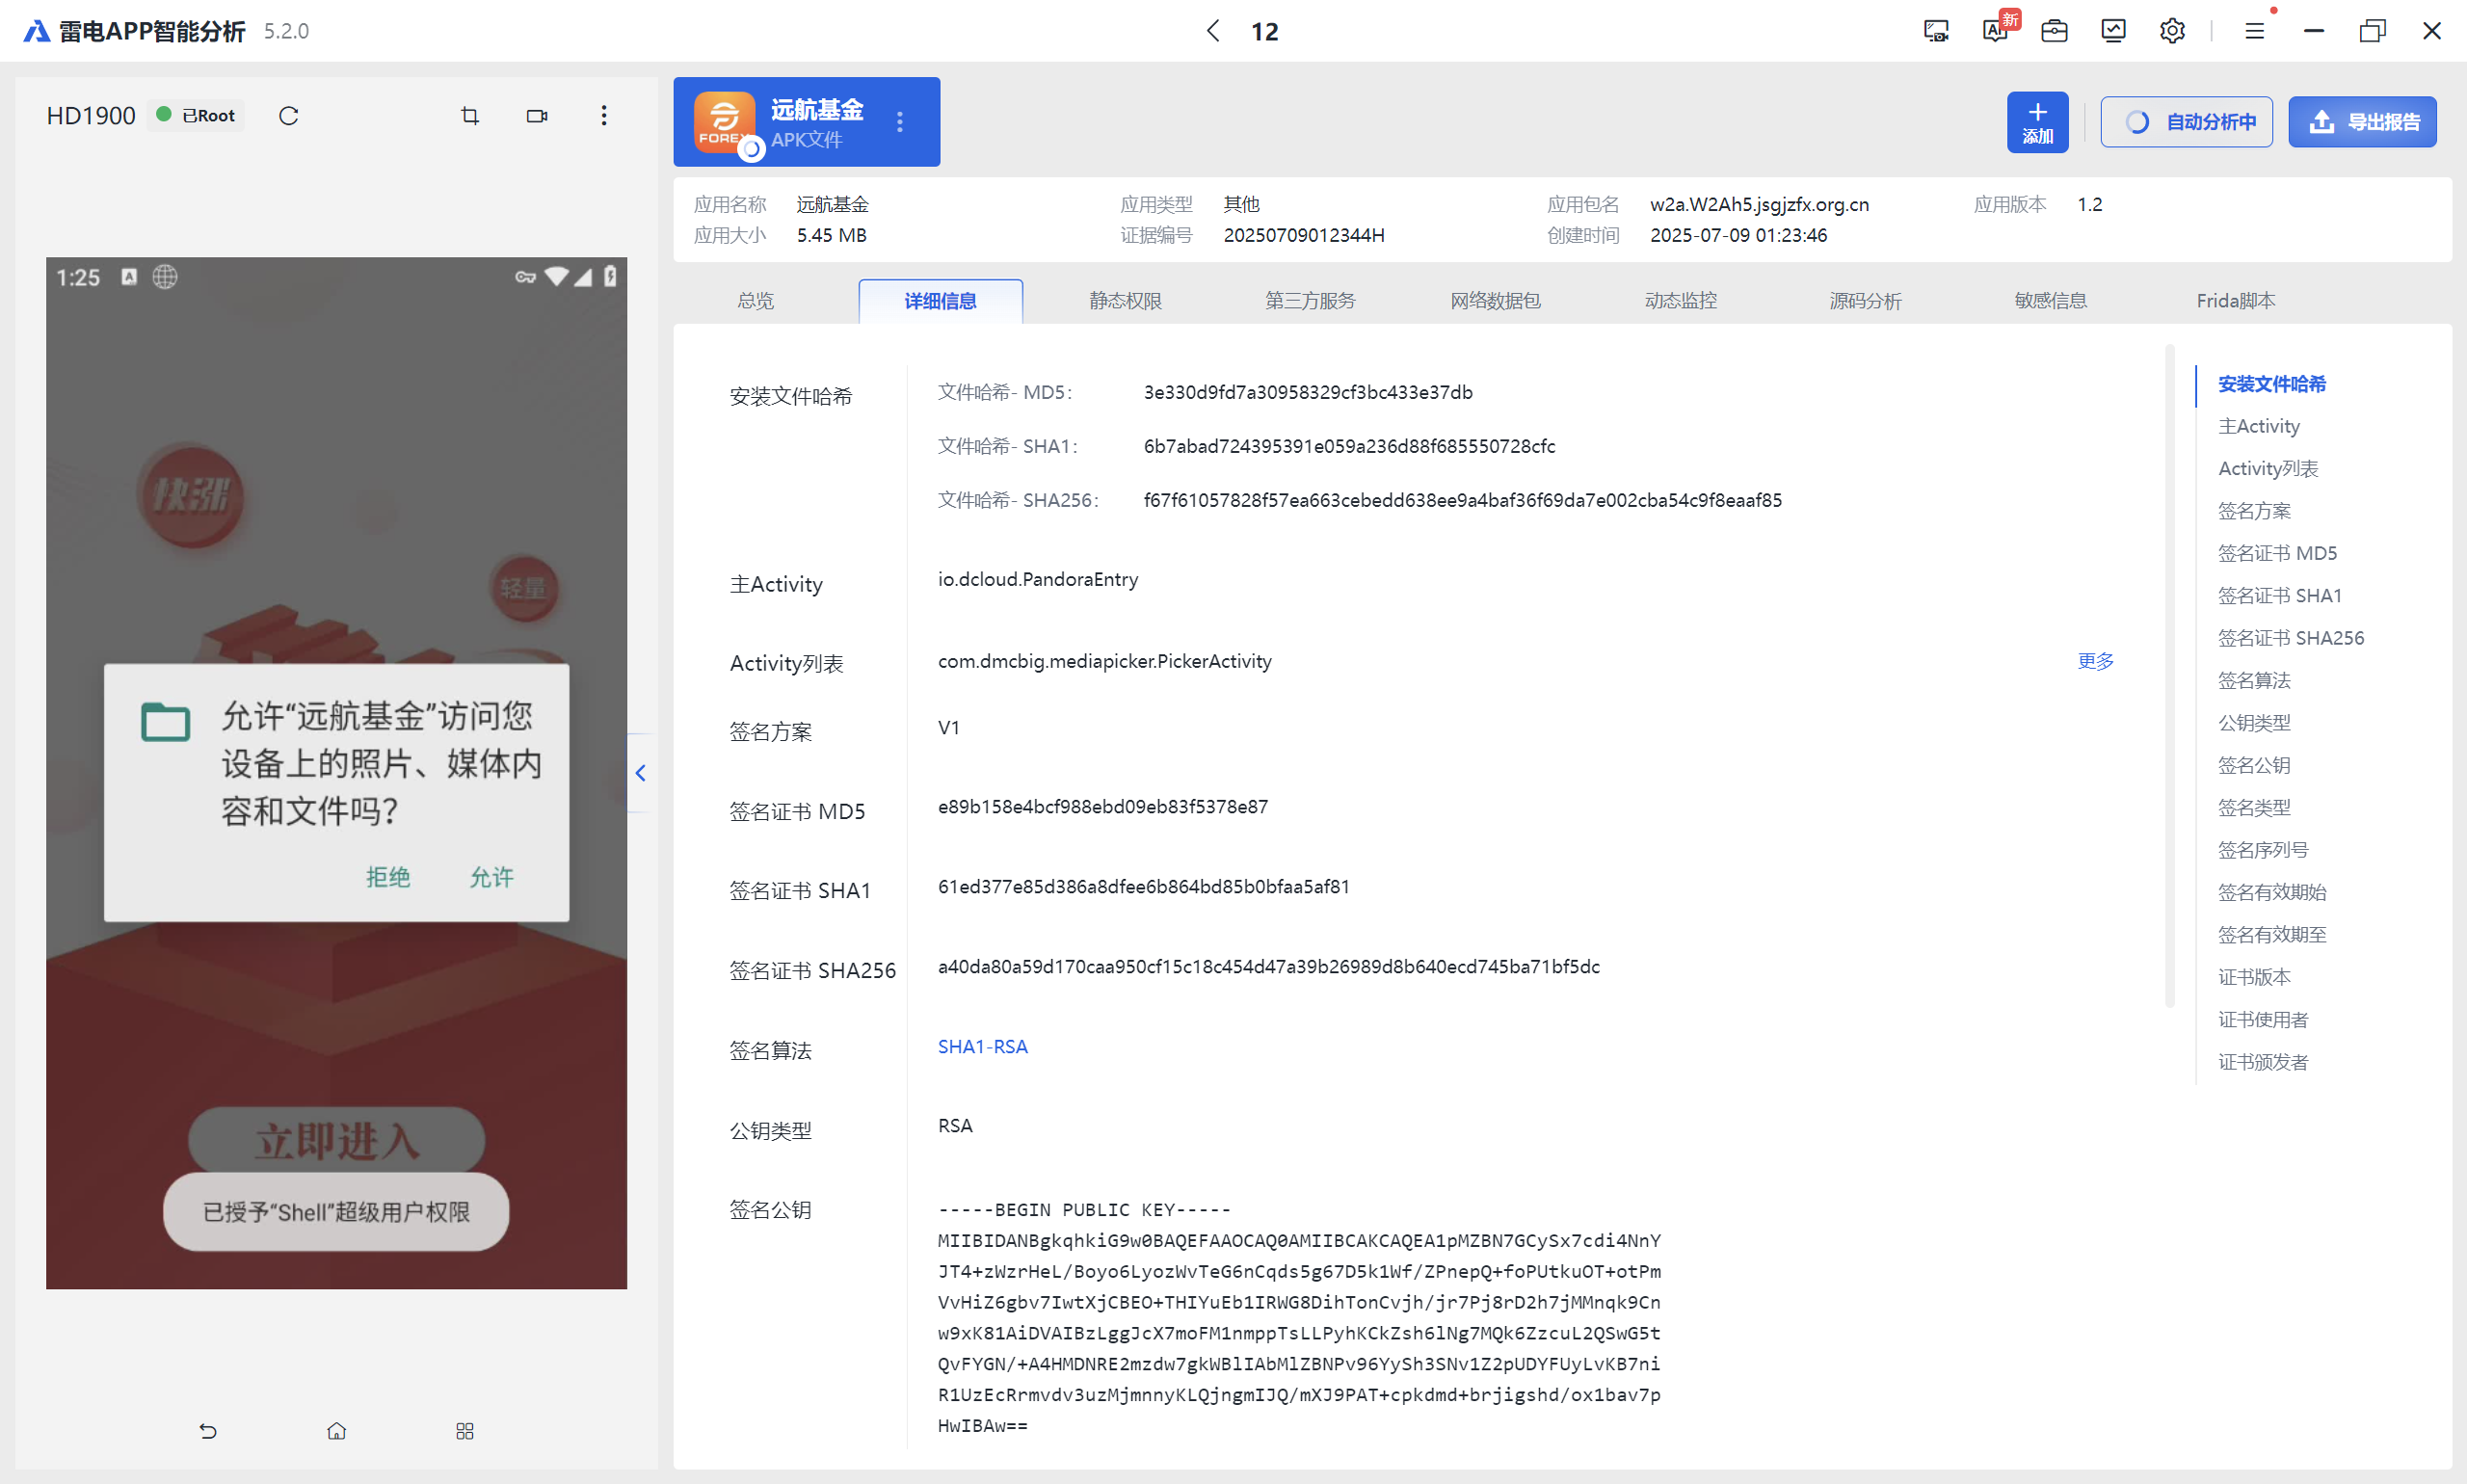 雷电APP智能分析 5.2.0
12
新
HD1900 已Root
远航基金
APK文件
FOREX
添加
自动分析中
导出报告
应用名称 远航基金 应用类型 其他 应用包名 w2a.W2Ah5.jsgjzfx.org.cn 应用版本 1.2
应用大小 5.45 MB 证据编号 20250709012344H 创建时间 2025-07-09 01:23:46
总览 详细信息 静态权限 第三方服务 网络数据包 动态监控 源码分析 敏感信息 Frida脚本
1:25
快涨
轻量
允许“远航基金”访问您
设备上的照片、媒体内
容和文件吗?
拒绝 允许
立即进入
已授予“Shell”超级用户权限
安装文件哈希 文件哈希- MD5: 3e330d9fd7a30958329cf3bc433e37db
文件哈希- SHA1: 6b7abad724395391e059a236d88f685550728cfc
文件哈希- SHA256: f67f61057828f57ea663cebedd638ee9a4baf36f69da7e002cba54c9f8eaaf85
主Activity io.dcloud.PandoraEntry
Activity列表 com.dmcbig.mediapicker.PickerActivity 更多
签名方案 V1
签名证书 MD5 e89b158e4bcf988ebd09eb83f5378e87
签名证书 SHA1 61ed377e85d386a8dfee6b864bd85b0bfaa5af81
签名证书 SHA256 a40da80a59d170caa950cf15c18c454d47a39b26989d8b640ecd745ba71bf5dc
签名算法 SHA1-RSA
公钥类型 RSA
签名公钥 -----BEGIN PUBLIC KEY-----
MIIBIDANBgkqhkiG9w0BAQEFAAOCAQ0AMIIBCAKCAQEA1pMZBN7GCySx7cdi4NnY
JT4+zWzrHeL/Boyo6LyozWvTeG6nCqds5g67D5k1Wf/ZPnepQ+foPUtkuOT+otPm
VvHiZ6gbv7IwtXjCBEO+THIYuEb1IRWG8DihTonCvjh/jr7Pj8rD2h7jMMnqk9Cn
w9xK81AiDVAIBzLggJcX7moFM1nmppTsLLPyhKCkZsh6lNg7MQk6ZzcuL2QSwG5t
QvFYGN/+A4HMDNRE2mzdw7gkWBlIAbMlZBNPv96YySh3SNv1Z2pUDYFUyLvKB7ni
R1UzEcRrmvdv3uzMjmnnyKLQjngmIJQ/mXJ9PAT+cpkdmd+brjigshd/ox1bav7p
HwIBAw==
安装文件哈希
主Activity
Activity列表
签名方案
签名证书 MD5
签名证书 SHA1
签名证书 SHA256
签名算法
公钥类型
签名公钥
签名类型
签名序列号
签名有效期始
签名有效期至
证书版本
证书使用者
证书颁发者